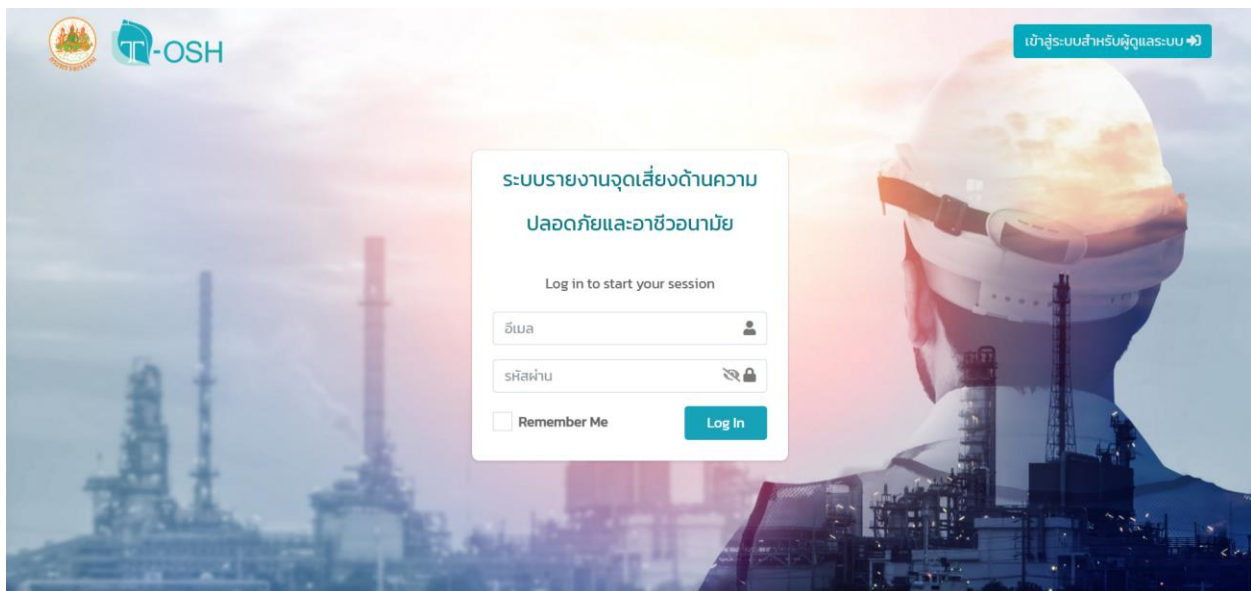 T-OSH
เข้าสู่ระบบสำหรับผู้ดูแลระบบ
ระบบรายงานจุดเสี่ยงด้านความ
ปลอดภัยและอาชีวอนามัย
Log in to start your session
อีเมล
รหัสผ่าน
Remember Me
Log In